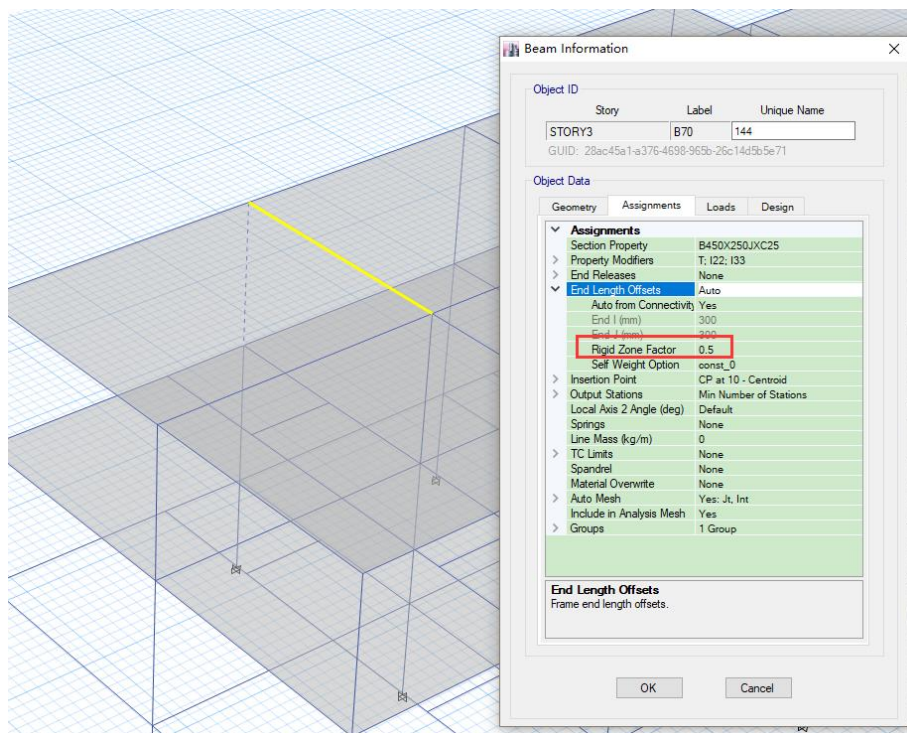 Beam Information
Object ID
Story Label Unique Name
STORY3 B70 144
GUID: 28ac45a1-a376-4698-965b-26c14d5b5e71
Object Data
Geometry Assignments Loads Design
Assignments
Section Property B450X250JXC25
Property Modifiers T; I22; I33
End Releases None
End Length Offsets Auto
Auto from Connectivity Yes
End I (mm) 300
End J (mm) 300
Rigid Zone Factor 0.5
Self Weight Option const_0
Insertion Point CP at 10 - Centroid
Output Stations Min Number of Stations
Local Axis 2 Angle (deg) Default
Springs None
Line Mass (kg/m) 0
TC Limits None
Spandrel None
Material Overwrite None
Auto Mesh Yes: Jt, Int
Include in Analysis Mesh Yes
Groups 1 Group
End Length Offsets
Frame end length offsets.
OK Cancel